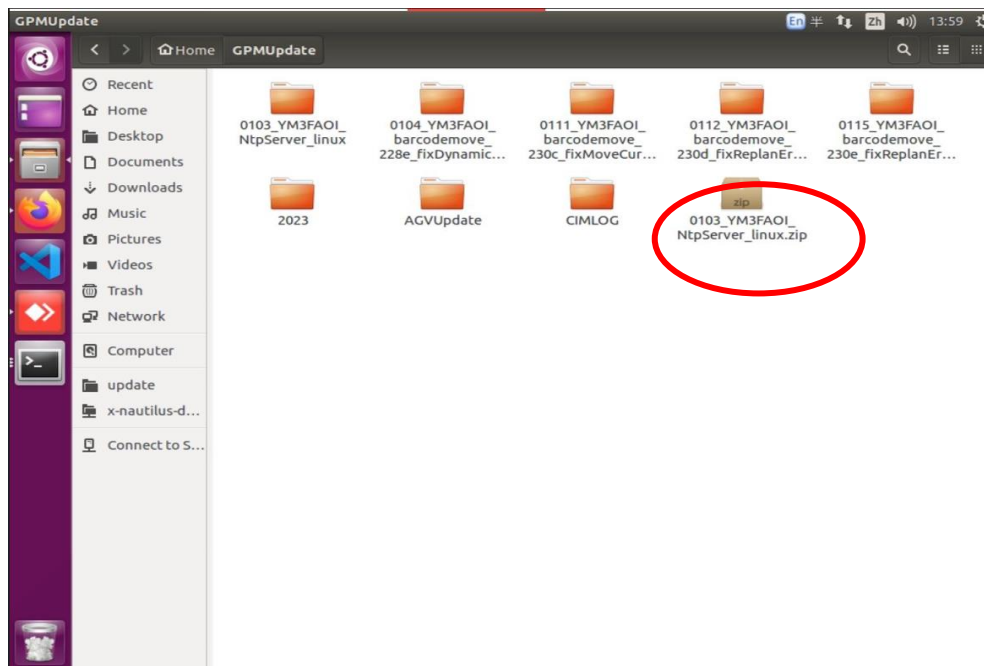 GPMUpdate
En 半 Zh 13:59
Home GPMUpdate
Recent
Home
Desktop
Documents
Downloads
Music
Pictures
Videos
Trash
Network
Computer
update
x-nautilus-d...
Connect to S...
0103_YM3FAOI_
NtpServer_linux
0104_YM3FAOI_
barcodemove_
228e_fixDynamic...
0111_YM3FAOI_
barcodemove_
230c_fixMoveCur...
0112_YM3FAOI_
barcodemove_
230d_fixReplanEr...
0115_YM3FAOI_
barcodemove_
230e_fixReplanEr...
2023
AGVUpdate
CIMLOG
zip
0103_YM3FAOI_
NtpServer_linux.zip